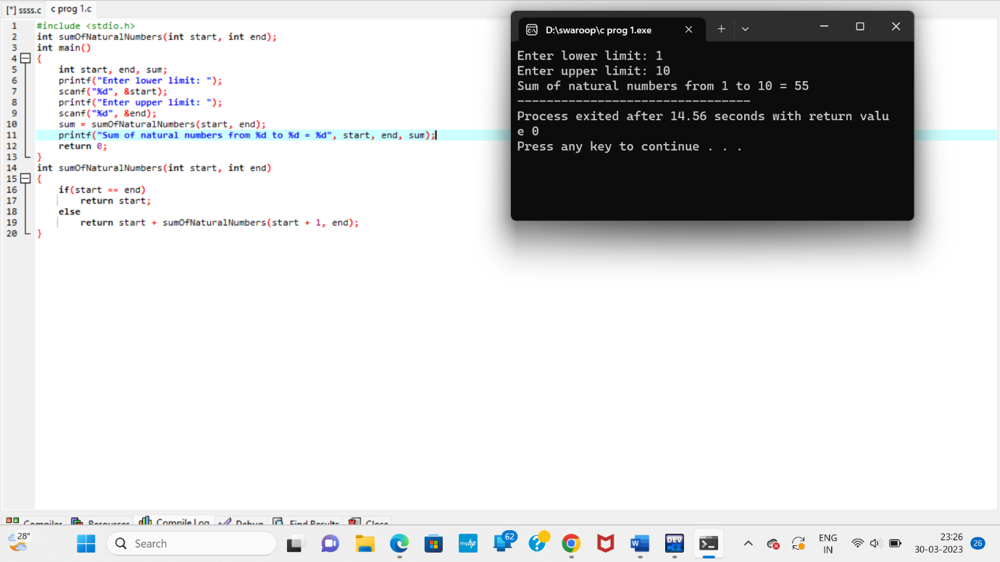 [*] ssss.c c prog 1.c
1 #include <stdio.h>
2 int sumOfNaturalNumbers(int start, int end);
3 int main()
4 {
5 int start, end, sum;
6 printf("Enter lower limit: ");
7 scanf("%d", &start);
8 printf("Enter upper limit: ");
9 scanf("%d", &end);
10 sum = sumOfNaturalNumbers(start, end);
11 printf("Sum of natural numbers from %d to %d = %d", start, end, sum);
12 return 0;
13 }
14 int sumOfNaturalNumbers(int start, int end)
15 {
16 if(start == end)
17 return start;
18 else
19 return start + sumOfNaturalNumbers(start + 1, end);
20 }
D:\swaroop\c prog 1.exe
Enter lower limit: 1
Enter upper limit: 10
Sum of natural numbers from 1 to 10 = 55
--------------------------------
Process exited after 14.56 seconds with return valu
e 0
Press any key to continue . . .
Compiler Resources Compile Log Debug Find Results Close
28°
Search
myhp
62
W
DEV C++
ENG
IN
23:26
30-03-2023
26